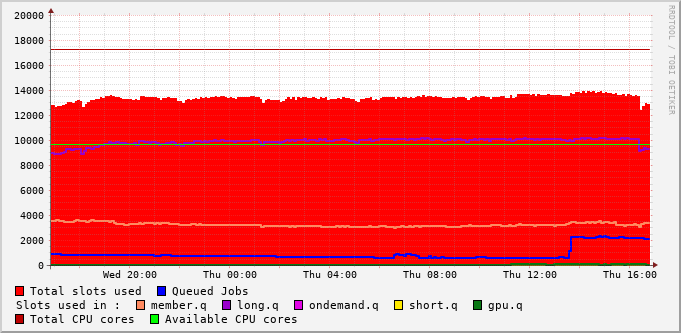 20000
18000
16000
14000
12000
10000
8000
6000
4000
2000
0
Wed 20:00 Thu 00:00 Thu 04:00 Thu 08:00 Thu 12:00 Thu 16:00
Total slots used Queued Jobs
Slots used in : member.q long.q ondemand.q short.q gpu.q
Total CPU cores Available CPU cores
RRDTOOL / TOBI OETIKER